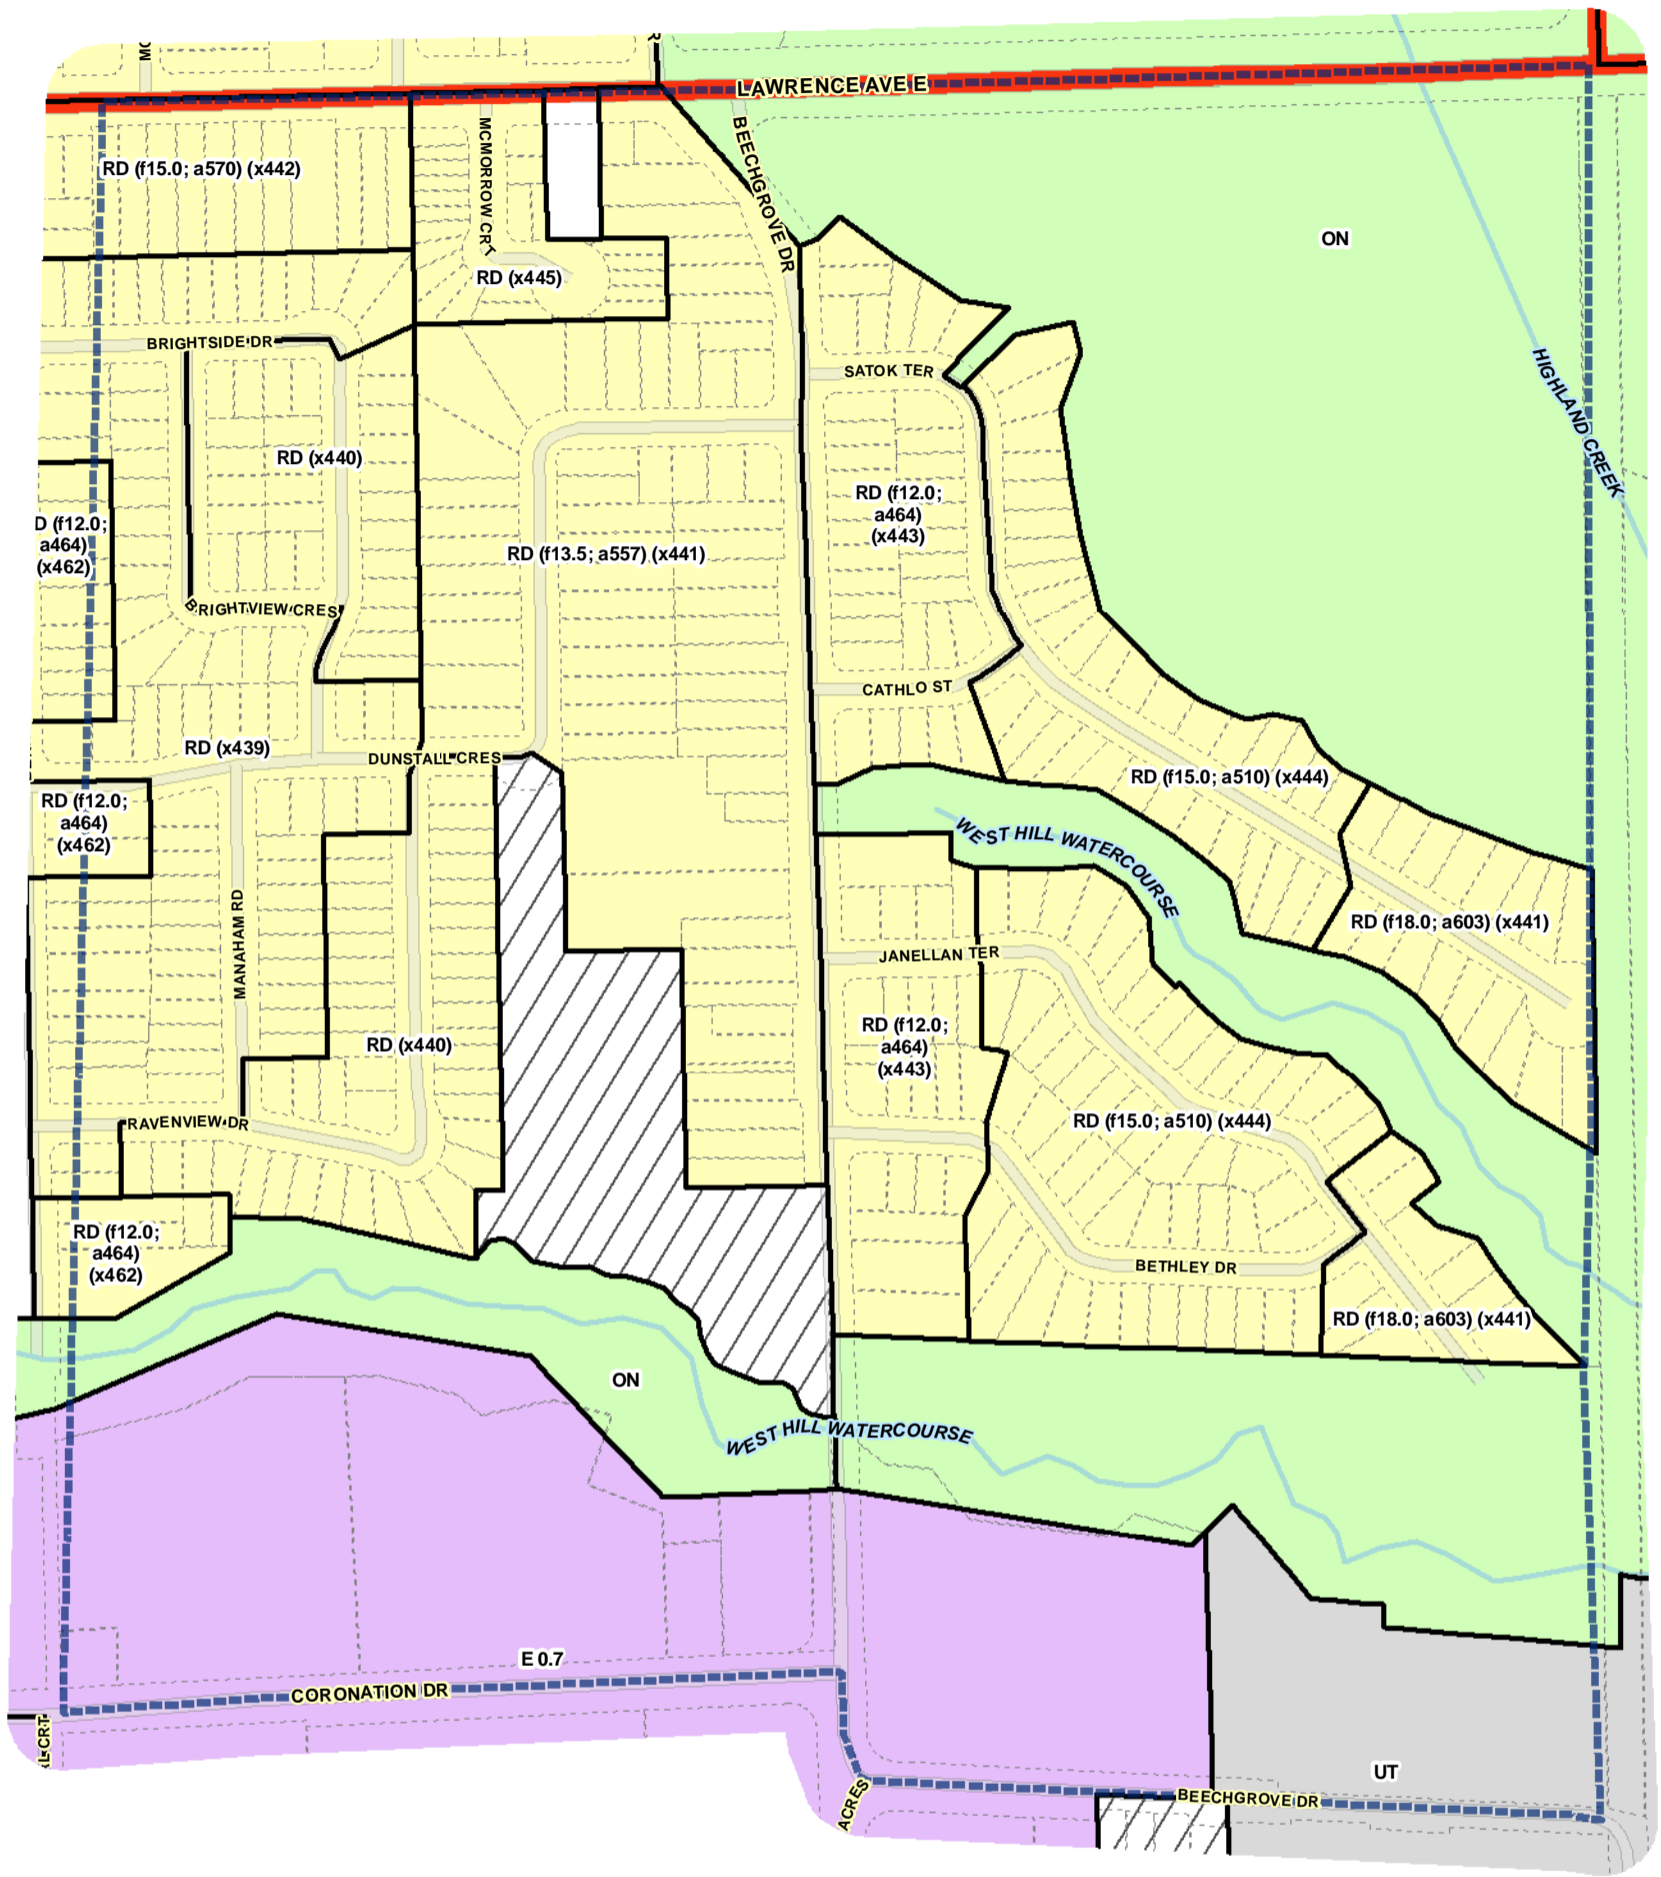 MC
R
LAWRENCE AVE E
BEECHGROVE DR
MCMORROW CRT
RD (f15.0; a570) (x442)
ON
RD (x445)
BRIGHTSIDE DR
SATOK TER
HIGHLAND CREEK
RD (x440)
RD (f12.0;
a464)
(x443)
D (f12.0;
a464)
(x462)
RD (f13.5; a557) (x441)
BRIGHTVIEW CRES
CATHLO ST
RD (x439)
DUNSTALL CRES
RD (f15.0; a510) (x444)
RD (f12.0;
a464)
(x462)
WEST HILL WATERCOURSE
RD (f18.0; a603) (x441)
MANAHAM RD
JANELLAN TER
RD (x440)
RD (f12.0;
a464)
(x443)
RAVENVIEW DR
RD (f15.0; a510) (x444)
RD (f12.0;
a464)
(x462)
BETHLEY DR
RD (f18.0; a603) (x441)
ON
WEST HILL WATERCOURSE
E 0.7
CORONATION DR
L CRT
UT
ACRES
BEECHGROVE DR